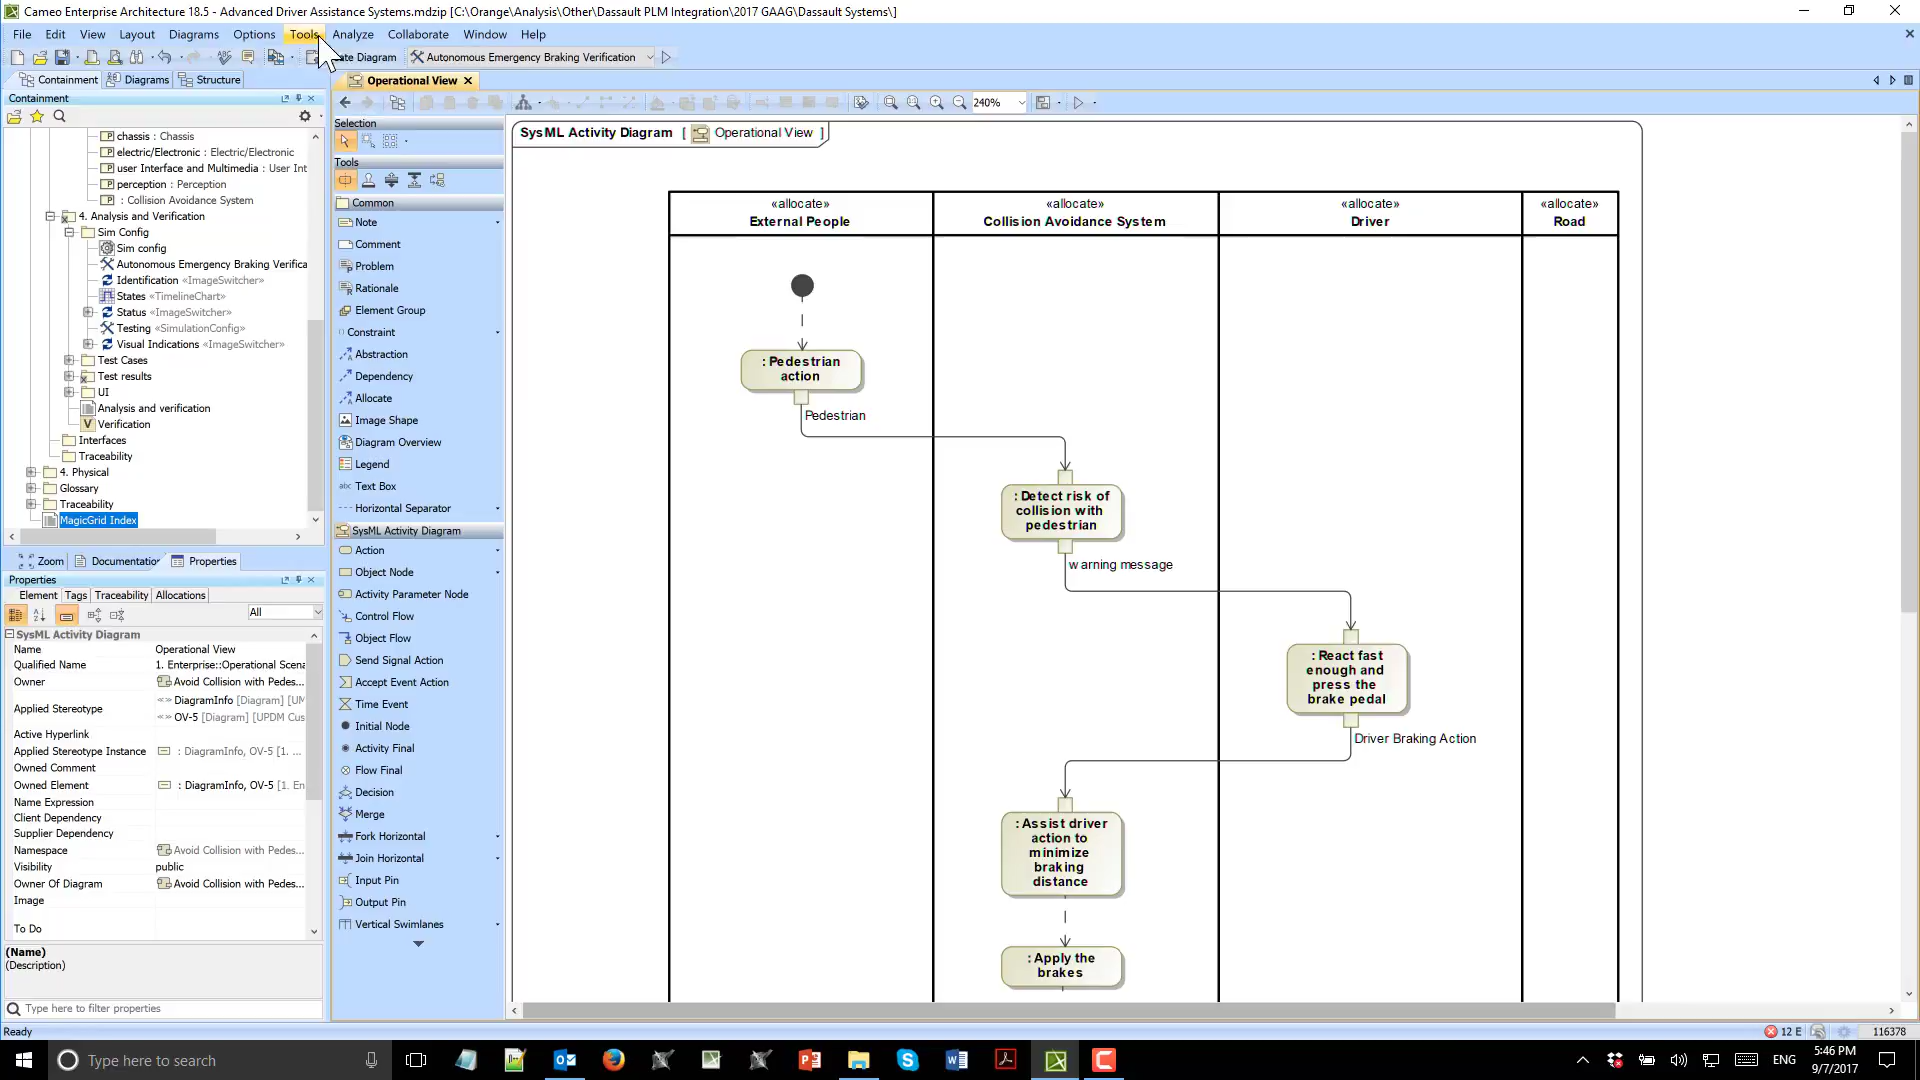 Cameo Enterprise Architecture 18.5 - Advanced Driver Assistance Systems.mdzip [C:\Orange\Analysis\Other\Dassault PLM Integration\2017 GAAG\Dassault Systems\]
File Edit View Layout Diagrams Options Tools Analyze Collaborate Window Help
ate Diagram Autonomous Emergency Braking Verification
Containment Diagrams Structure
Operational View
Containment
240%
chassis : Chassis
electric/Electronic : Electric/Electronic
user Interface and Multimedia : User Int
perception : Perception
: Collision Avoidance System
4. Analysis and Verification
Sim Config
Sim config
Autonomous Emergency Braking Verifica
Identification «ImageSwitcher»
States «TimelineChart»
Status «ImageSwitcher»
Testing «SimulationConfig»
Visual Indications «ImageSwitcher»
Test Cases
Test results
UI
Analysis and verification
Verification
Interfaces
Traceability
4. Physical
Glossary
Traceability
MagicGrid Index
Zoom Documentatio Properties
Properties
Element Tags Traceability Allocations
All
SysML Activity Diagram
Name Operational View
Qualified Name 1. Enterprise::Operational Scena
Owner Avoid Collision with Pedes...
Applied Stereotype
«» DiagramInfo [Diagram] [UM
«» OV-5 [Diagram] [UPDM Cus
Active Hyperlink
Applied Stereotype Instance : DiagramInfo, OV-5 [1. ...
Owned Comment
Owned Element : DiagramInfo, OV-5 [1. En
Name Expression
Client Dependency
Supplier Dependency
Namespace Avoid Collision with Pedes...
Visibility public
Owner Of Diagram Avoid Collision with Pedes...
Image
To Do
(Name)
(Description)
Type here to filter properties
Selection
Tools
Common
Note
Comment
Problem
Rationale
Element Group
Constraint
Abstraction
Dependency
Allocate
Image Shape
Diagram Overview
Legend
abc Text Box
Horizontal Separator
SysML Activity Diagram
Action
Object Node
Activity Parameter Node
Control Flow
Object Flow
Send Signal Action
Accept Event Action
Time Event
Initial Node
Activity Final
Flow Final
Decision
Merge
Fork Horizontal
Join Horizontal
Input Pin
Output Pin
Vertical Swimlanes
SysML Activity Diagram [ Operational View ]
«allocate»
External People
«allocate»
Collision Avoidance System
«allocate»
Driver
«allocate»
Road
: Pedestrian
action
Pedestrian
: Detect risk of
collision with
pedestrian
warning message
: React fast
enough and
press the
brake pedal
Driver Braking Action
: Assist driver
action to
minimize
braking
distance
: Apply the
brakes
Ready
12 E
116378
Type here to search
ENG
5:46 PM
9/7/2017